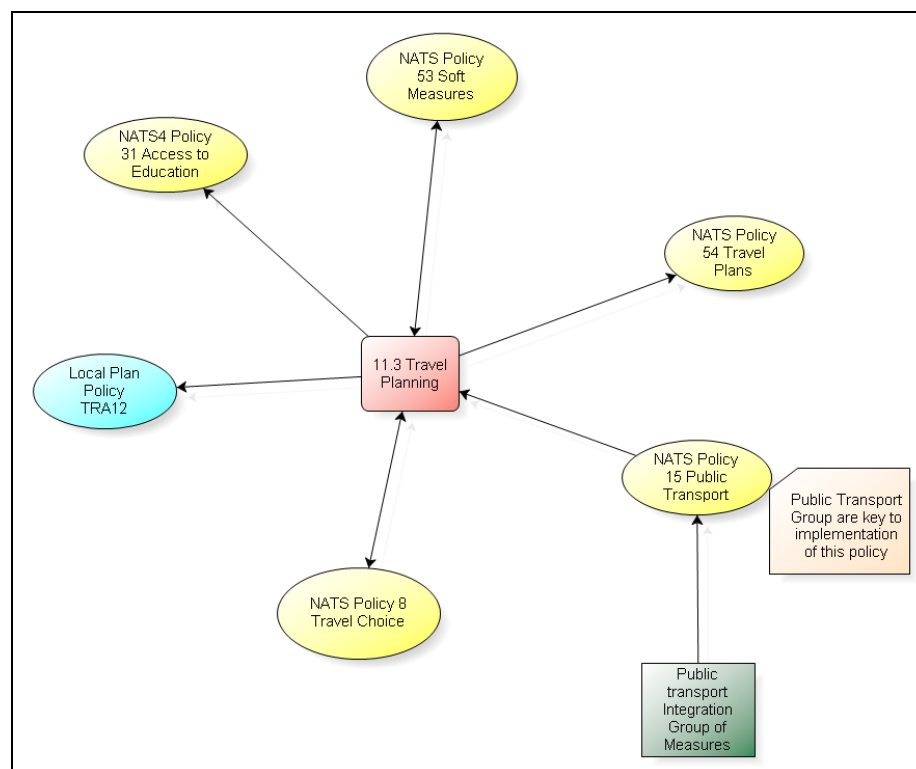 NATS Policy
53 Soft
Measures
NATS4 Policy
31 Access to
Education
NATS Policy
54 Travel
Plans
11.3 Travel
Planning
Local Plan
Policy
TRA12
NATS Policy
15 Public
Transport
Public Transport
Group are key to
implementation
of this policy
NATS Policy 8
Travel Choice
Public
transport
Integration
Group of
Measures